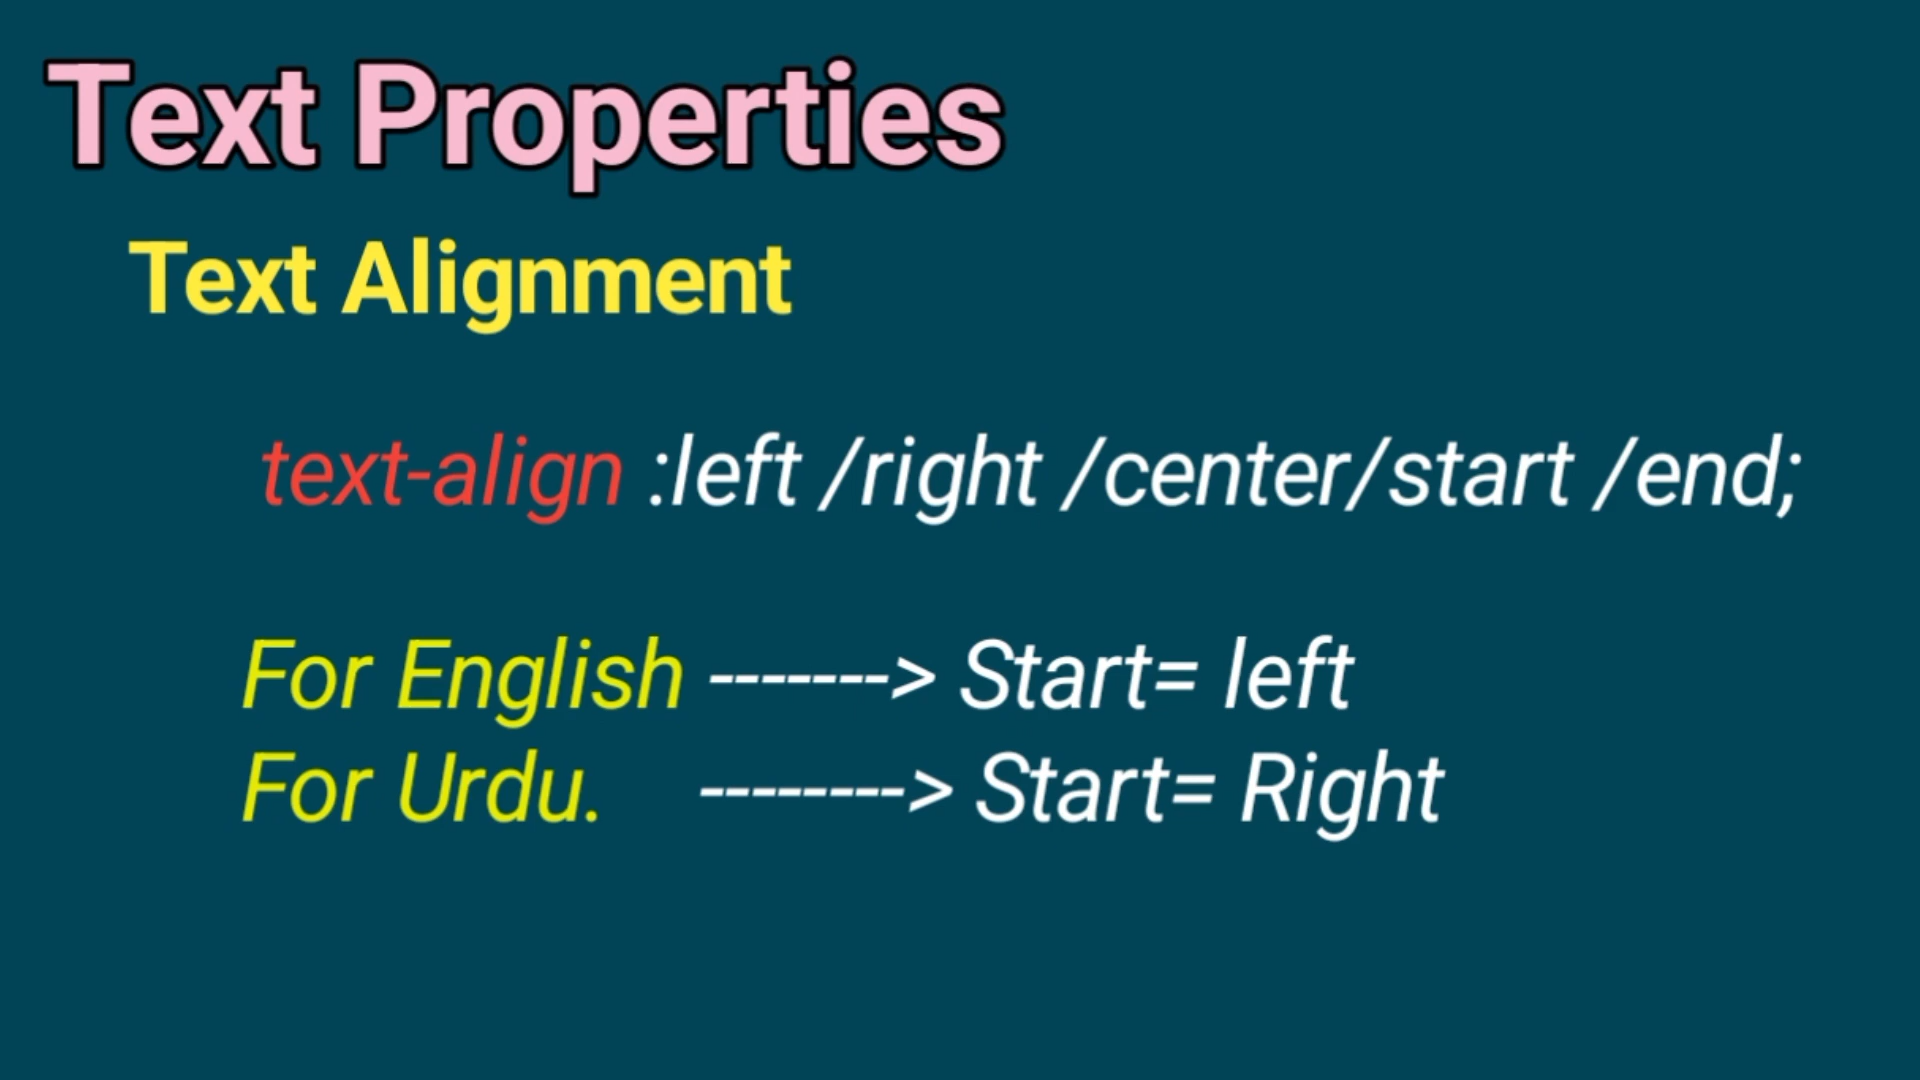 Text Properties
Text Alignment
text-align :left /right /center/start /end;
For English -------> Start= left
For Urdu. --------> Start= Right